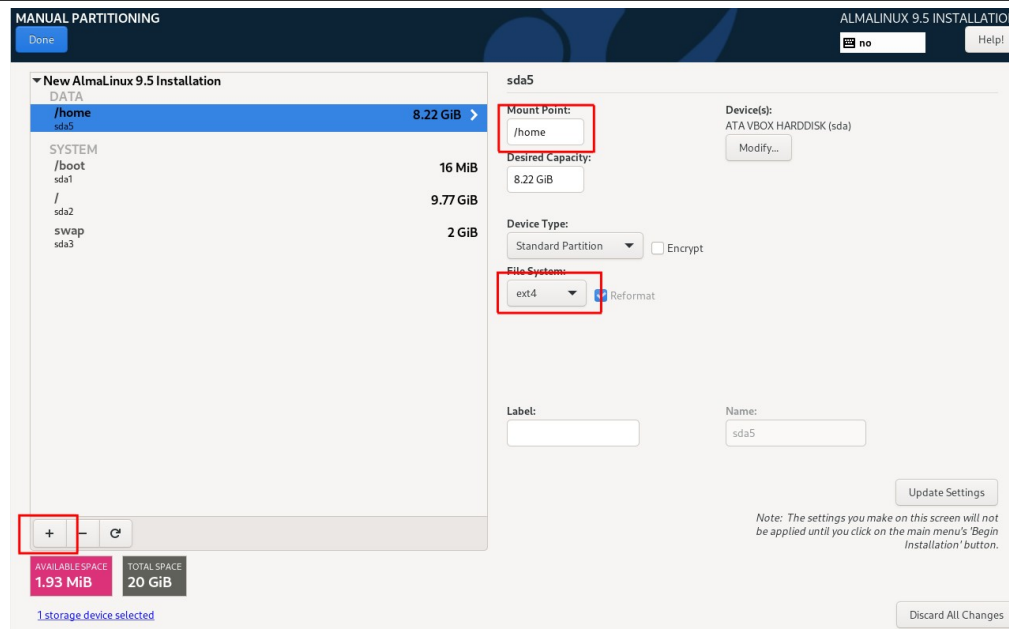 MANUAL PARTITIONING
ALMALINUX 9.5 INSTALLATIO
Done
no
Help!
New AlmaLinux 9.5 Installation
DATA
/home
8.22 GiB
sda5
SYSTEM
/boot
16 MiB
sda1
/
9.77 GiB
sda2
swap
2 GiB
sda3
sda5
Mount Point:
/home
Desired Capacity:
8.22 GiB
Device(s):
ATA VBOX HARDDISK (sda)
Modify...
Device Type:
Standard Partition
Encrypt
File System:
ext4
Reformat
Label:
Name:
sda5
Update Settings
Note: The settings you make on this screen will not
be applied until you click on the main menu's 'Begin
Installation' button.
+ -
AVAILABLE SPACE
1.93 MiB
TOTAL SPACE
20 GiB
1 storage device selected
Discard All Changes